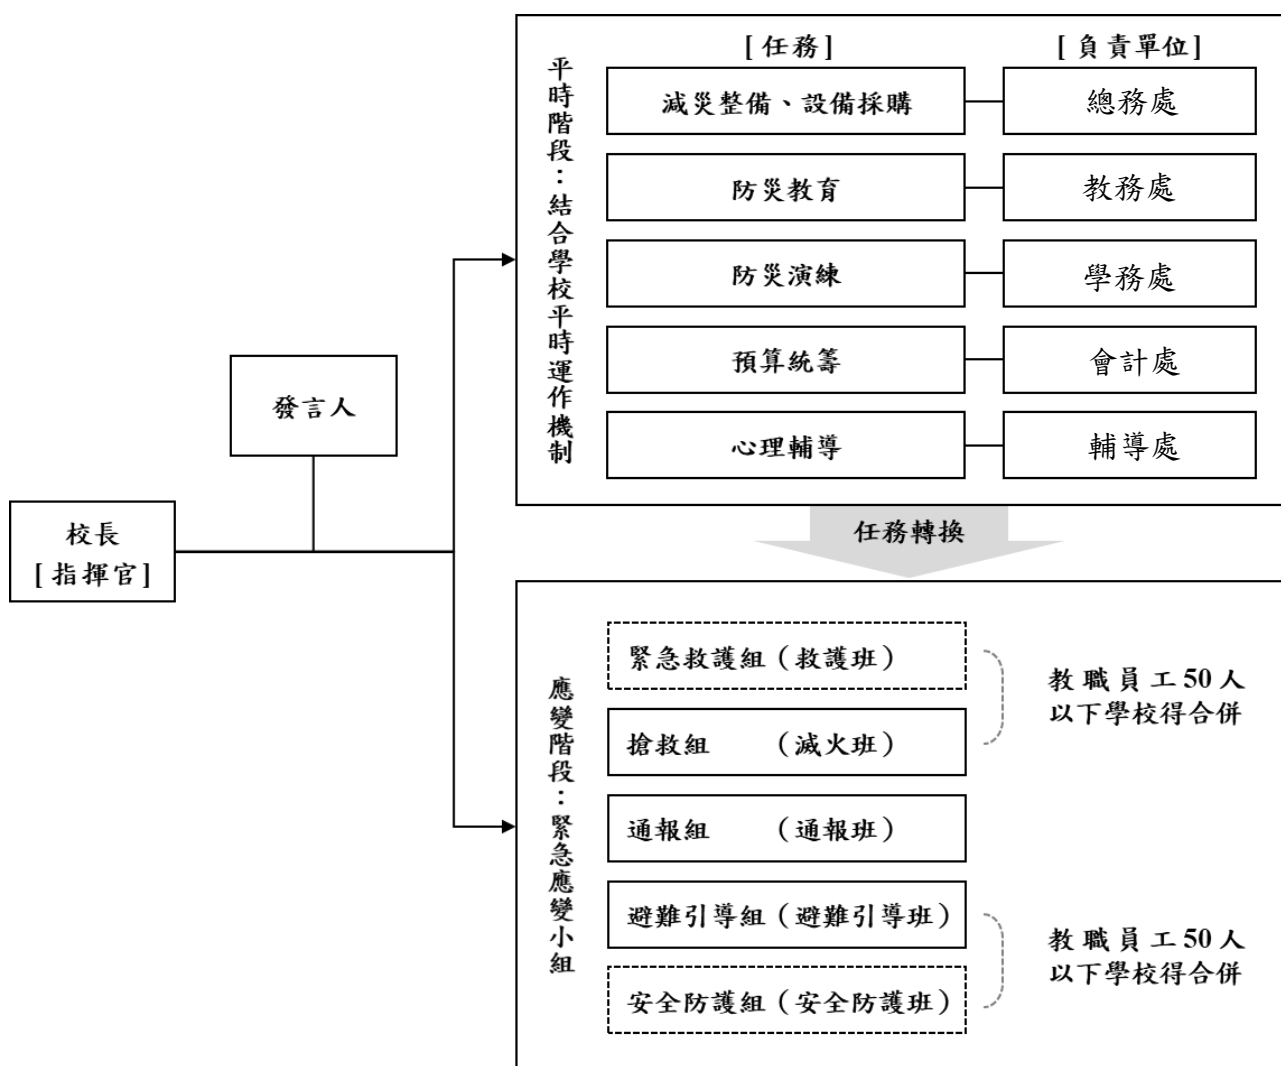 校長
[指揮官]
發言人
平時階段：結合學校平時運作機制
[任務]
[負責單位]
減災整備、設備採購
總務處
防災教育
教務處
防災演練
學務處
預算統籌
會計處
心理輔導
輔導處
任務轉換
應變階段：緊急應變小組
緊急救護組（救護班）
搶救組　　（滅火班）
教職員工50人
以下學校得合併
通報組　　（通報班）
避難引導組（避難引導班）
安全防護組（安全防護班）
教職員工50人
以下學校得合併